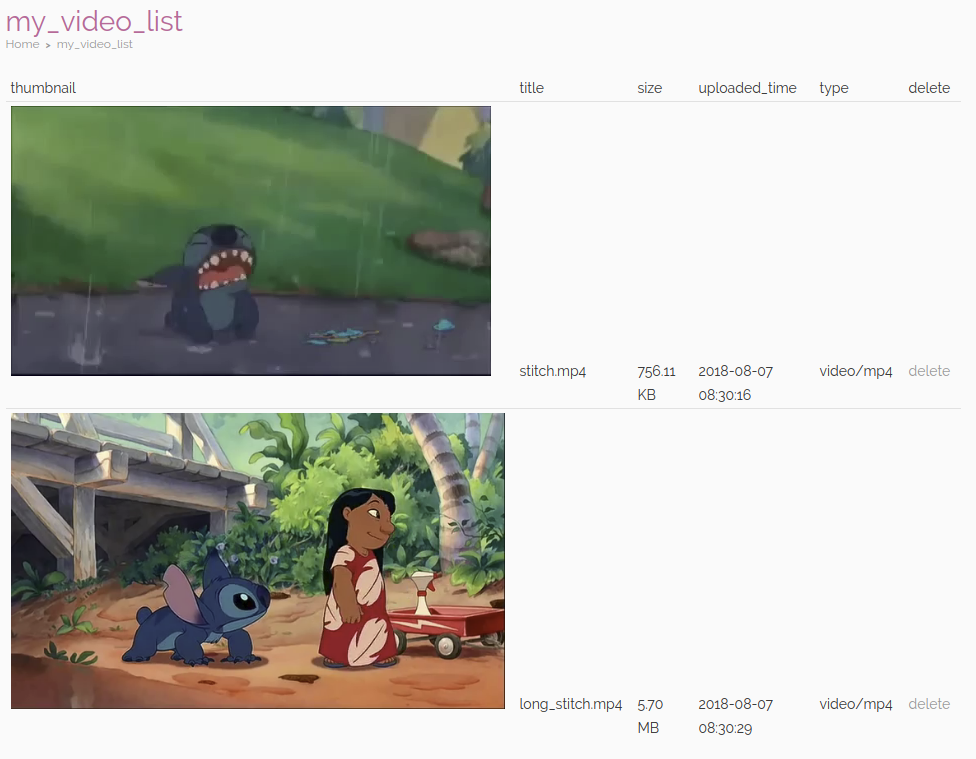 my_video_list
Home > my_video_list
thumbnail title size uploaded_time type delete
stitch.mp4 756.11 2018-08-07 video/mp4 delete
KB 08:30:16
long_stitch.mp4 5.70 2018-08-07 video/mp4 delete
MB 08:30:29